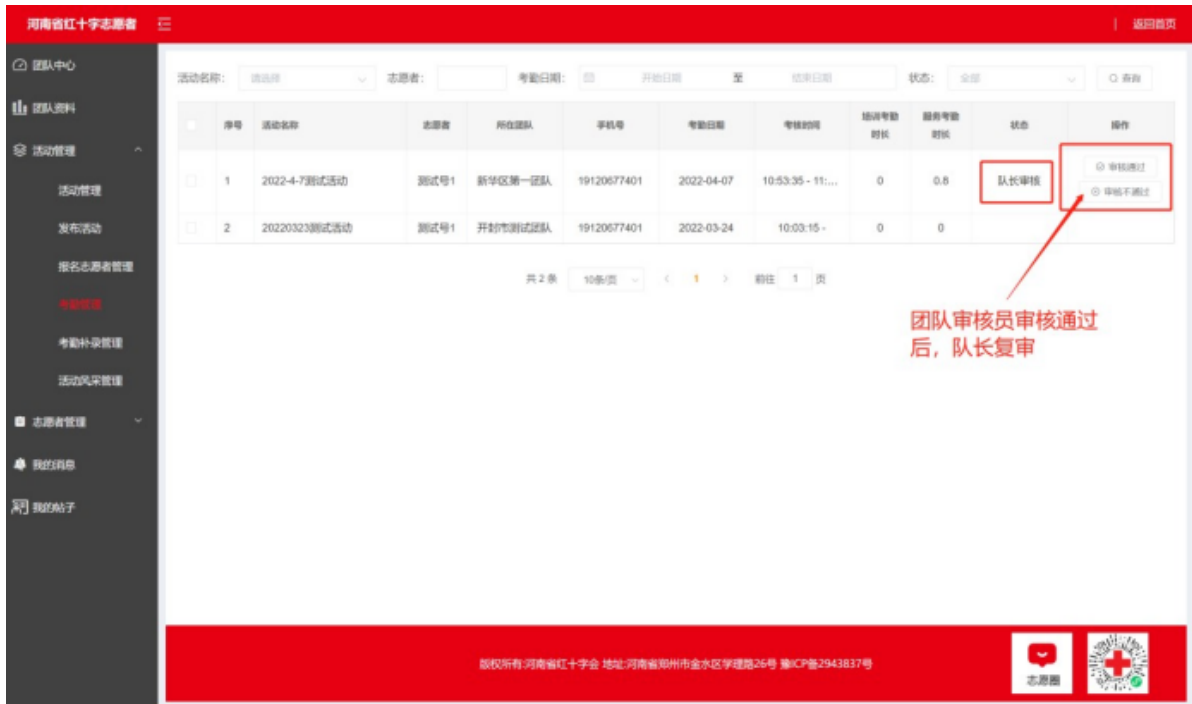 河南省红十字志愿者
返回首页
团队中心
团队资料
活动管理
活动管理
发布活动
报名志愿者管理
考勤管理
考勤补录管理
活动风采管理
志愿者管理
我的消息
我的帖子
活动名称: 请选择 志愿者: 考勤日期: 开始日期 至 结束日期 状态: 全部 查询
序号 活动名称 志愿者 所在团队 手机号 考勤日期 考核时间 培训考勤时长 服务考勤时长 状态 操作
1 2022-4-7测试活动 测试号1 新华区第一团队 19120677401 2022-04-07 10:53:35 - 11:... 0 0.8 队长审核 审核通过
审核不通过
2 20220323测试活动 测试号1 开封市测试团队 19120677401 2022-03-24 10:03:15 - 0 0
共 2 条 10条/页 < 1 > 前往 1 页
团队审核员审核通过
后，队长复审
版权所有:河南省红十字会 地址:河南省郑州市金水区学理路26号 豫ICP备2943837号
志愿圈